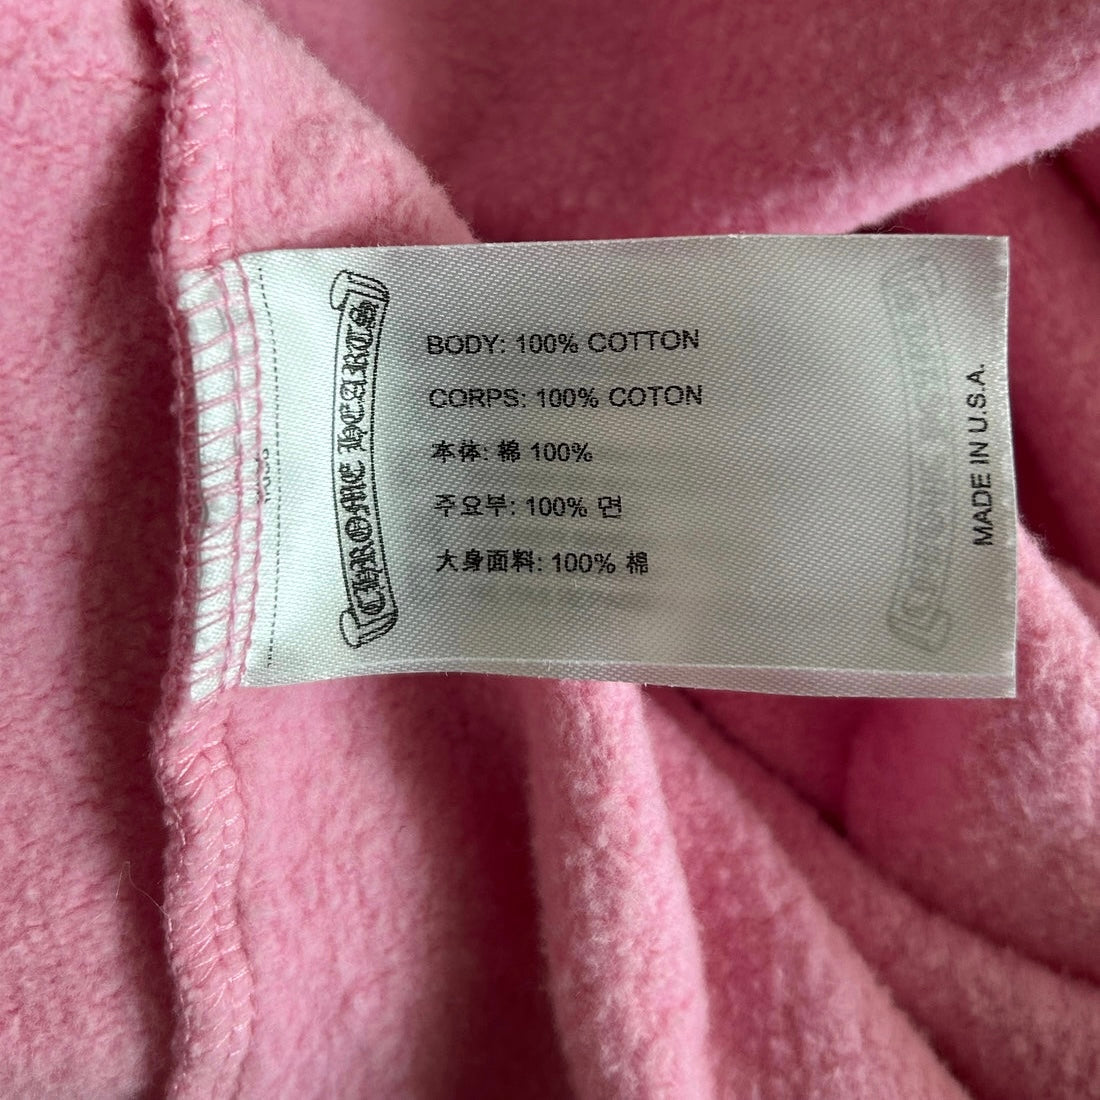 CHROME HEARTS
BODY: 100% COTTON
CORPS: 100% COTON
本体: 棉 100%
주요부: 100% 면
大身面料: 100% 棉
MADE IN U.S.A.